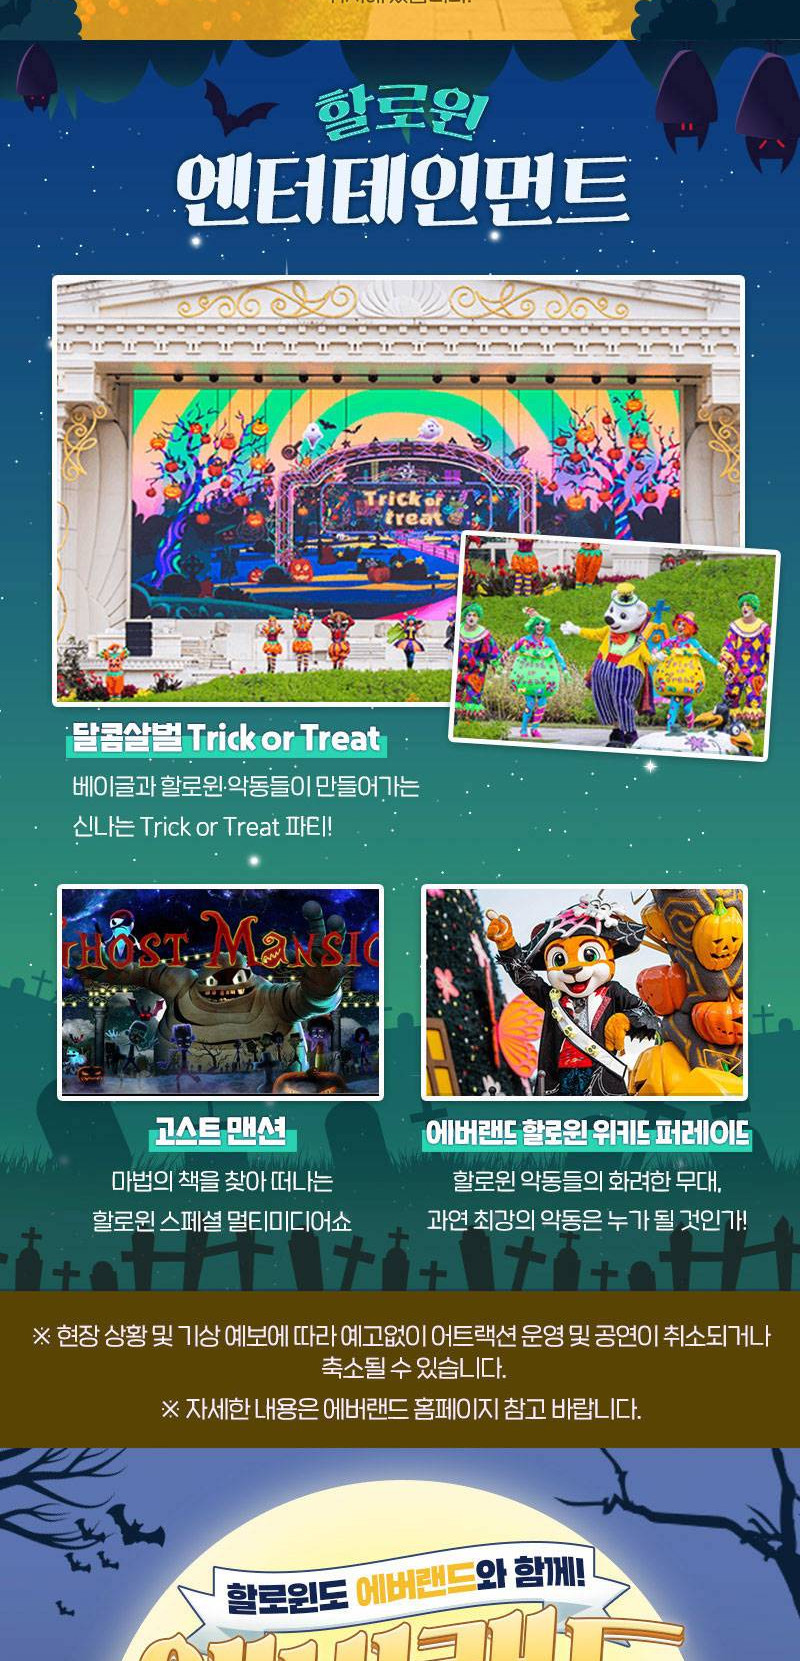 할로윈
엔터테인먼트
Trick or
treat
달콤살벌 Trick or Treat
베이글과 할로윈 악동들이 만들어가는
신나는 Trick or Treat 파티!
GHOST MANSIO
고스트 맨션
마법의 책을 찾아 떠나는
할로윈 스페셜 멀티미디어쇼
에버랜드 할로윈 위키드 퍼레이드
할로윈 악동들의 화려한 무대,
과연 최강의 악동은 누가 될 것인가!
※ 현장 상황 및 기상 예보에 따라 예고없이 어트랙션 운영 및 공연이 취소되거나
축소될 수 있습니다.
※ 자세한 내용은 에버랜드 홈페이지 참고 바랍니다.
할로윈도 에버랜드와 함께!